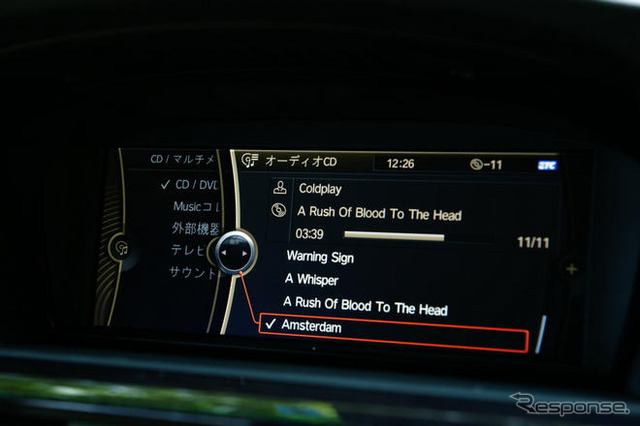 CD / マルチメ
✓ CD / DVD
Musicコレ
外部機器
テレビ
サウント
オーディオCD 12:26 -11 ETC
Coldplay
A Rush Of Blood To The Head
03:39 11/11
Warning Sign
A Whisper
A Rush Of Blood To The Head
✓ Amsterdam
Response.